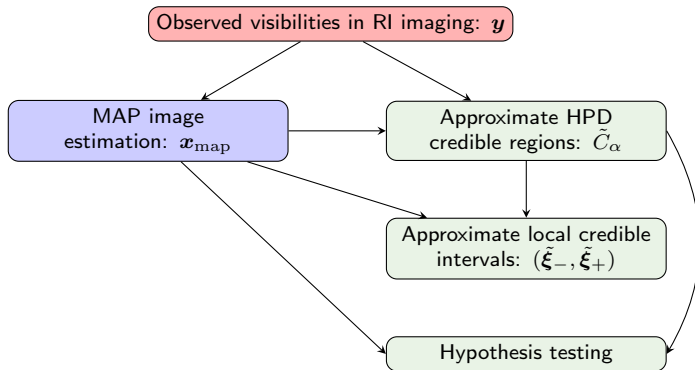 Observed visibilities in RI imaging: y
MAP image
estimation: x_map
Approximate HPD
credible regions: C̃_α
Approximate local credible
intervals: (ξ̃_−, ξ̃_+)
Hypothesis testing